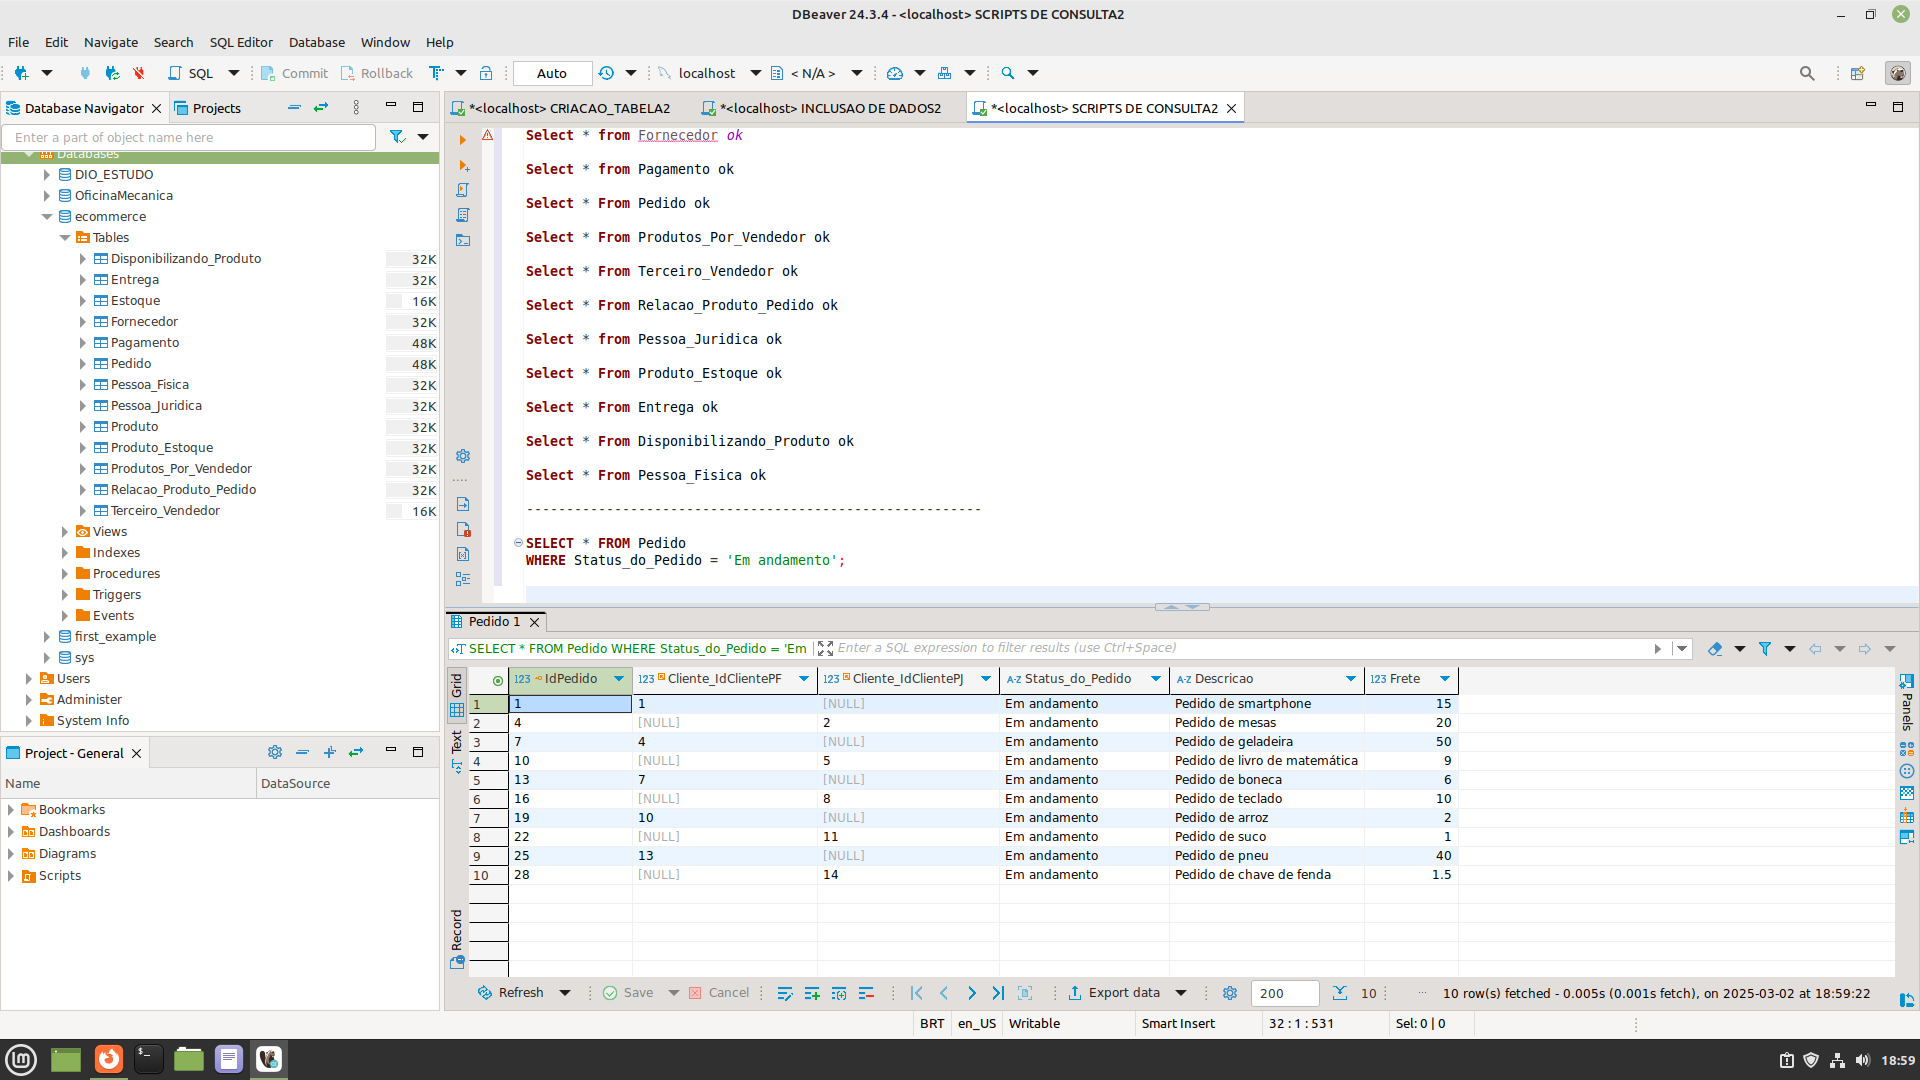 DBeaver 24.3.4 - <localhost> SCRIPTS DE CONSULTA2
File Edit Navigate Search SQL Editor Database Window Help
SQL Commit Rollback Auto localhost < N/A >
Database Navigator Projects
Enter a part of object name here
Databases
DIO_ESTUDO
OficinaMecanica
ecommerce
Tables
Disponibilizando_Produto 32K
Entrega 32K
Estoque 16K
Fornecedor 32K
Pagamento 48K
Pedido 48K
Pessoa_Fisica 32K
Pessoa_Juridica 32K
Produto 32K
Produto_Estoque 32K
Produtos_Por_Vendedor 32K
Relacao_Produto_Pedido 32K
Terceiro_Vendedor 16K
Views
Indexes
Procedures
Triggers
Events
first_example
sys
Users
Administer
System Info
Project - General
Name DataSource
Bookmarks
Dashboards
Diagrams
Scripts
*<localhost> CRIACAO_TABELA2 *<localhost> INCLUSAO DE DADOS2 *<localhost> SCRIPTS DE CONSULTA2
Select * from Fornecedor ok
Select * from Pagamento ok
Select * From Pedido ok
Select * From Produtos_Por_Vendedor ok
Select * From Terceiro_Vendedor ok
Select * From Relacao_Produto_Pedido ok
Select * from Pessoa_Juridica ok
Select * From Produto_Estoque ok
Select * From Entrega ok
Select * From Disponibilizando_Produto ok
Select * From Pessoa_Fisica ok
---------------------------------------------------------
SELECT * FROM Pedido
WHERE Status_do_Pedido = 'Em andamento';
Pedido 1
SELECT * FROM Pedido WHERE Status_do_Pedido = 'Em Enter a SQL expression to filter results (use Ctrl+Space)
Grid
Text
Record
Panels
123 IdPedido 123 Cliente_IdClientePF 123 Cliente_IdClientePJ A-Z Status_do_Pedido A-Z Descricao 123 Frete
1 1 1 [NULL] Em andamento Pedido de smartphone 15
2 4 [NULL] 2 Em andamento Pedido de mesas 20
3 7 4 [NULL] Em andamento Pedido de geladeira 50
4 10 [NULL] 5 Em andamento Pedido de livro de matemática 9
5 13 7 [NULL] Em andamento Pedido de boneca 6
6 16 [NULL] 8 Em andamento Pedido de teclado 10
7 19 10 [NULL] Em andamento Pedido de arroz 2
8 22 [NULL] 11 Em andamento Pedido de suco 1
9 25 13 [NULL] Em andamento Pedido de pneu 40
10 28 [NULL] 14 Em andamento Pedido de chave de fenda 1.5
Refresh Save Cancel Export data 200 10 10 row(s) fetched - 0.005s (0.001s fetch), on 2025-03-02 at 18:59:22
BRT en_US Writable Smart Insert 32 : 1 : 531 Sel: 0 | 0
18:59